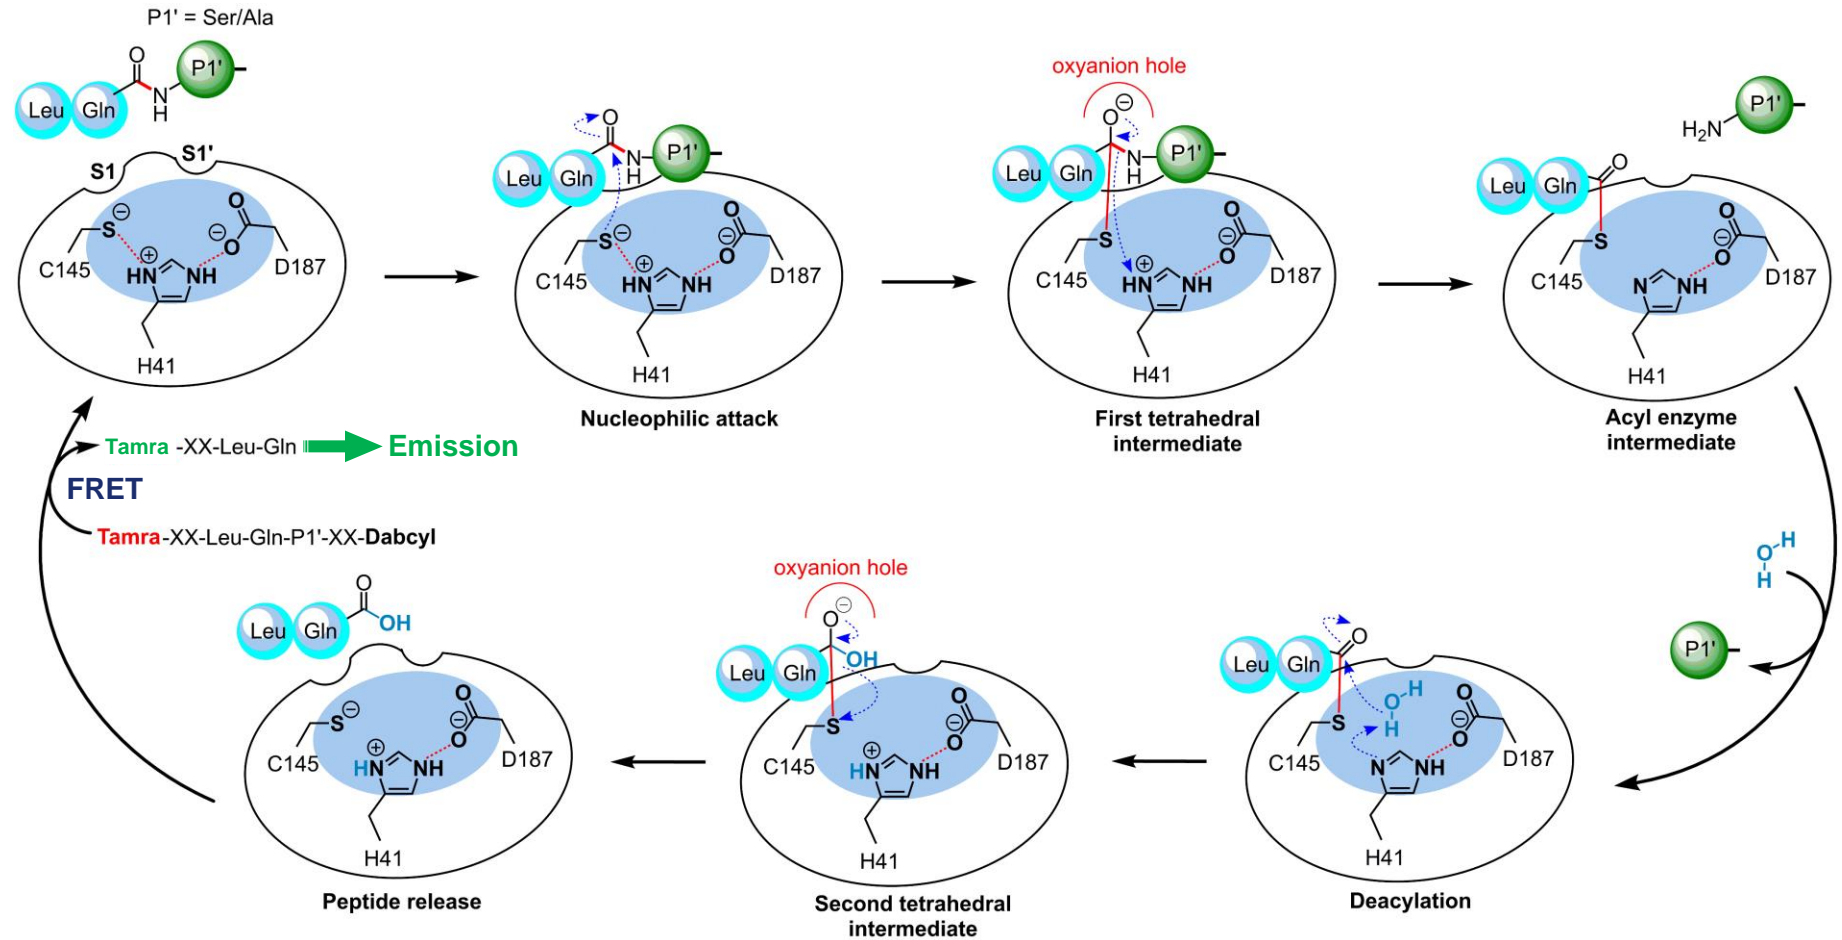 P1' = Ser/Ala
O
Leu Gln N H P1'
S1 S1'
S⊖ O ⊖O
C145 ⊕ HN NH D187
H41
O
Leu Gln N H P1'
S⊖ O ⊖O
C145 ⊕ HN NH D187
H41
Nucleophilic attack
oxyanion hole
O⊖
Leu Gln N H P1'
S O ⊖O
C145 ⊕ HN NH D187
H41
First tetrahedral
intermediate
H2N P1'
Leu Gln O
S O ⊖O
C145 N NH D187
H41
Acyl enzyme
intermediate
Tamra -XX-Leu-Gln Emission
FRET
Tamra-XX-Leu-Gln-P1'-XX-Dabcyl
O H
H
P1'
O
Leu Gln OH
S⊖ O ⊖O
C145 ⊕ HN NH D187
H41
Peptide release
oxyanion hole
O⊖
Leu Gln OH
S O ⊖O
C145 ⊕ HN NH D187
H41
Second tetrahedral
intermediate
O
Leu Gln
O H
H
S O ⊖O
C145 N NH D187
H41
Deacylation